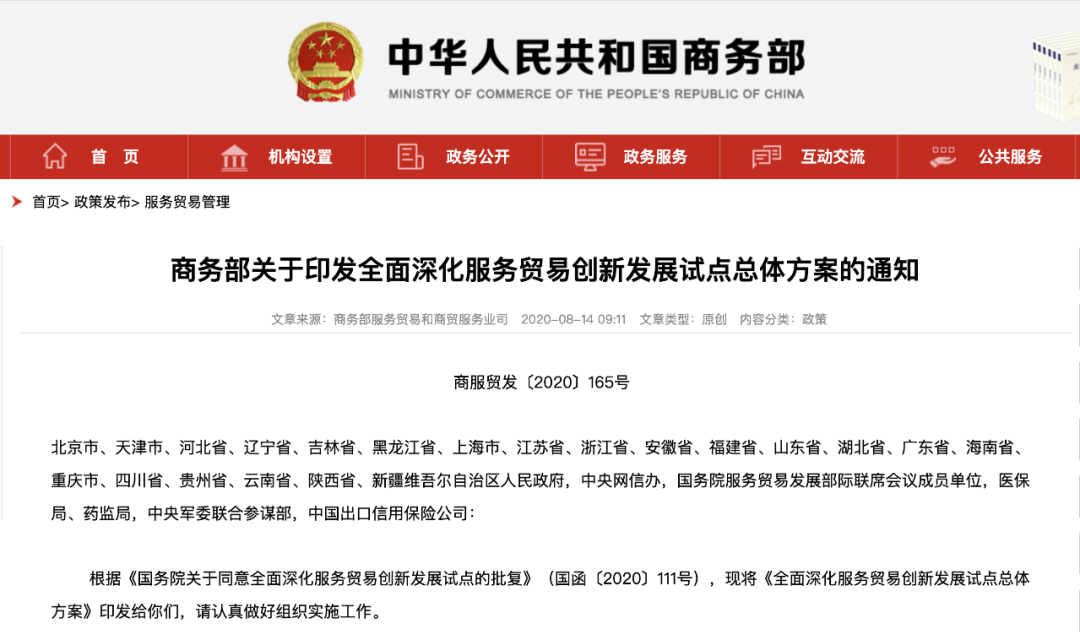 中华人民共和国商务部
MINISTRY OF COMMERCE OF THE PEOPLE'S REPUBLIC OF CHINA
首 页 机构设置 政务公开 政务服务 互动交流 公共服务
首页> 政策发布> 服务贸易管理
商务部关于印发全面深化服务贸易创新发展试点总体方案的通知
文章来源：商务部服务贸易和商贸服务业司 2020-08-14 09:11 文章类型：原创 内容分类：政策
商服贸发〔2020〕165号
北京市、天津市、河北省、辽宁省、吉林省、黑龙江省、上海市、江苏省、浙江省、安徽省、福建省、山东省、湖北省、广东省、海南省、
重庆市、四川省、贵州省、云南省、陕西省、新疆维吾尔自治区人民政府，中央网信办，国务院服务贸易发展部际联席会议成员单位，医保
局、药监局，中央军委联合参谋部，中国出口信用保险公司：
根据《国务院关于同意全面深化服务贸易创新发展试点的批复》（国函〔2020〕111号），现将《全面深化服务贸易创新发展试点总体
方案》印发给你们，请认真做好组织实施工作。